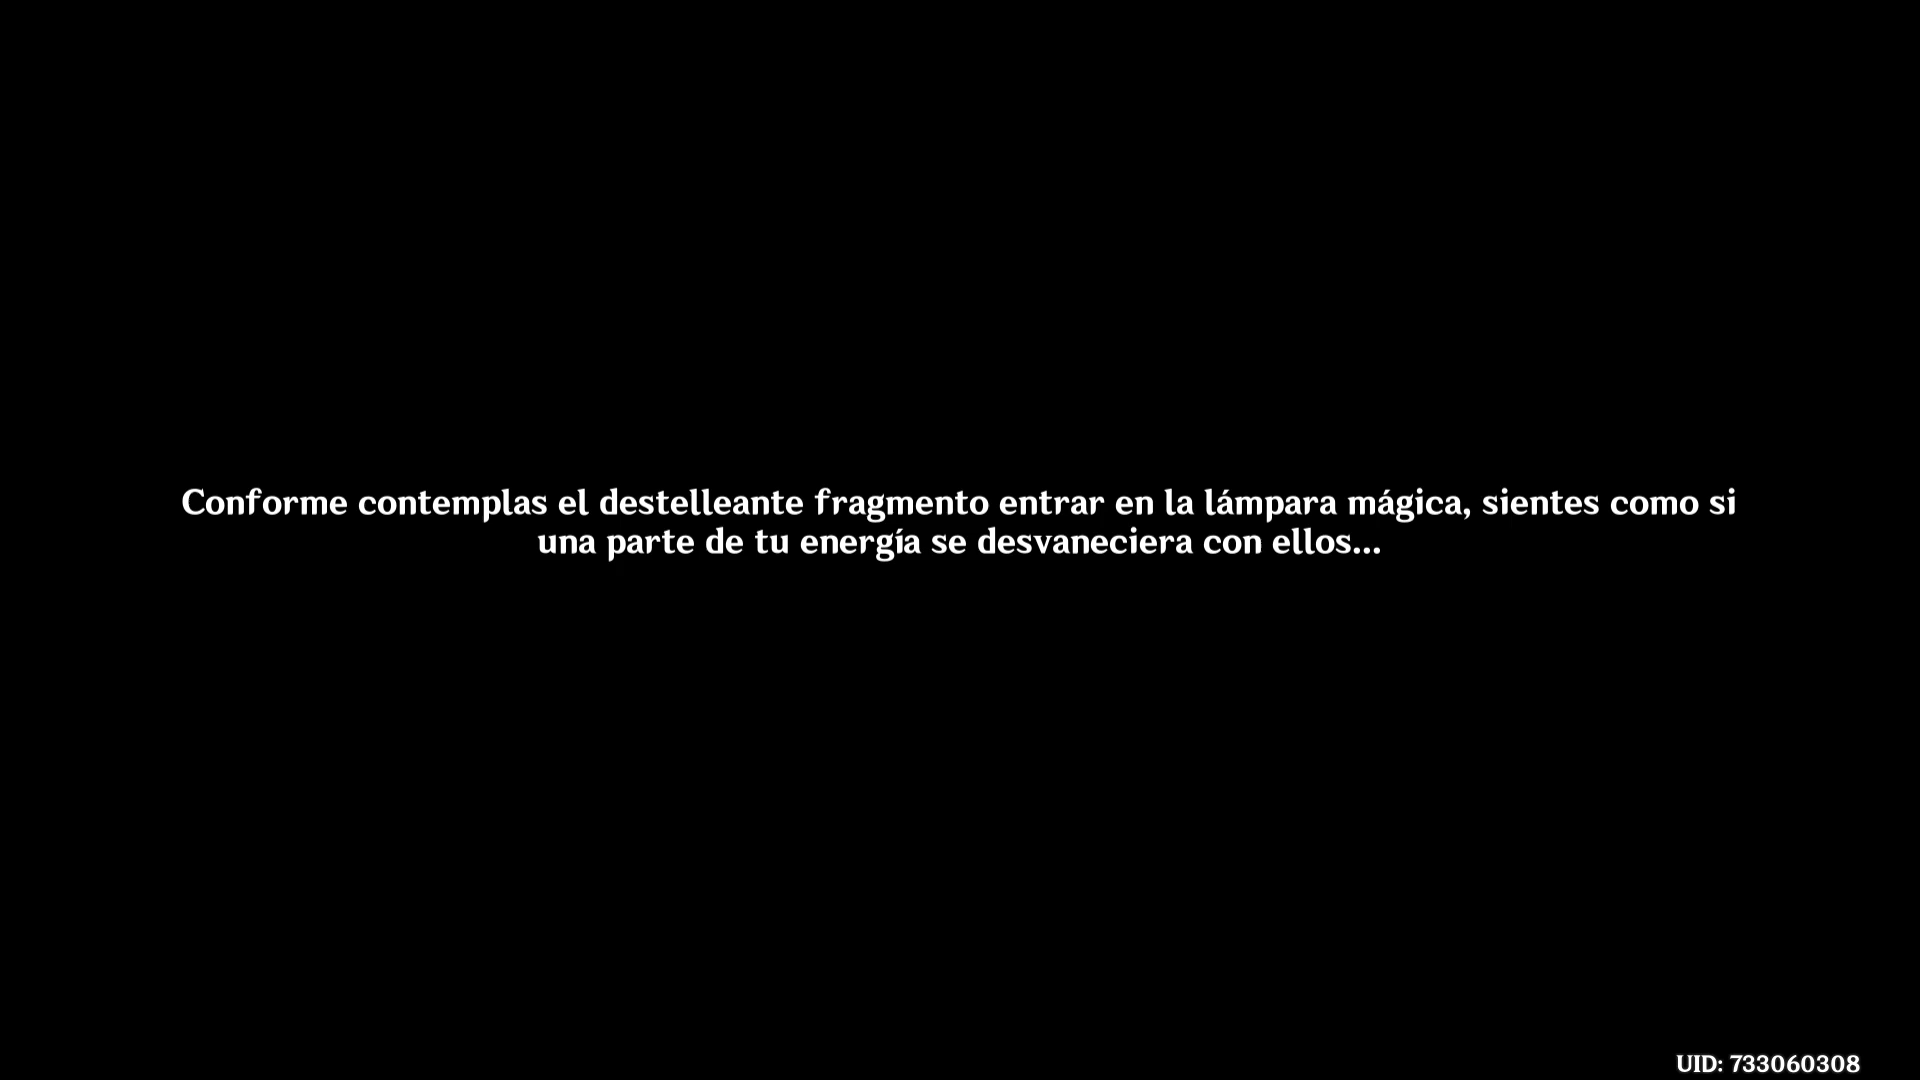 Conforme contemplas el destelleante fragmento entrar en la lámpara mágica, sientes como si
una parte de tu energía se desvaneciera con ellos...
UID: 733060308